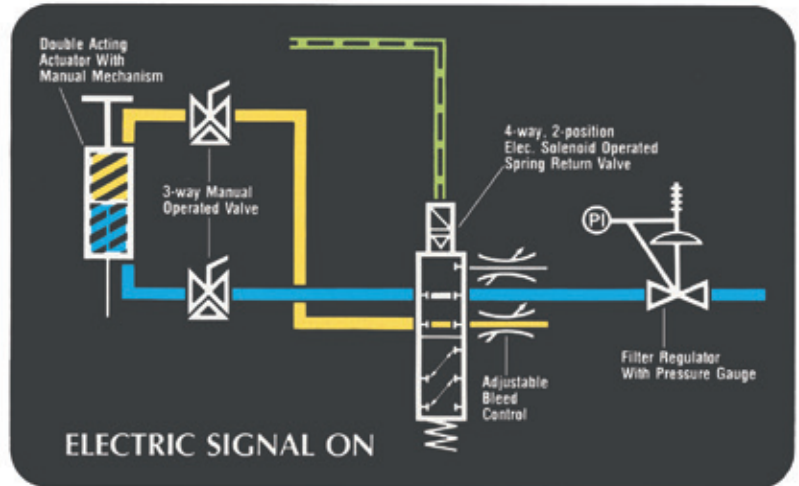 Double Acting
Actuator With
Manual Mechanism
3-way Manual
Operated Valve
4-way, 2-position
Elec. Solenoid Operated
Spring Return Valve
PI
Adjustable
Bleed
Control
Filter Regulator
With Pressure Gauge
ELECTRIC SIGNAL ON